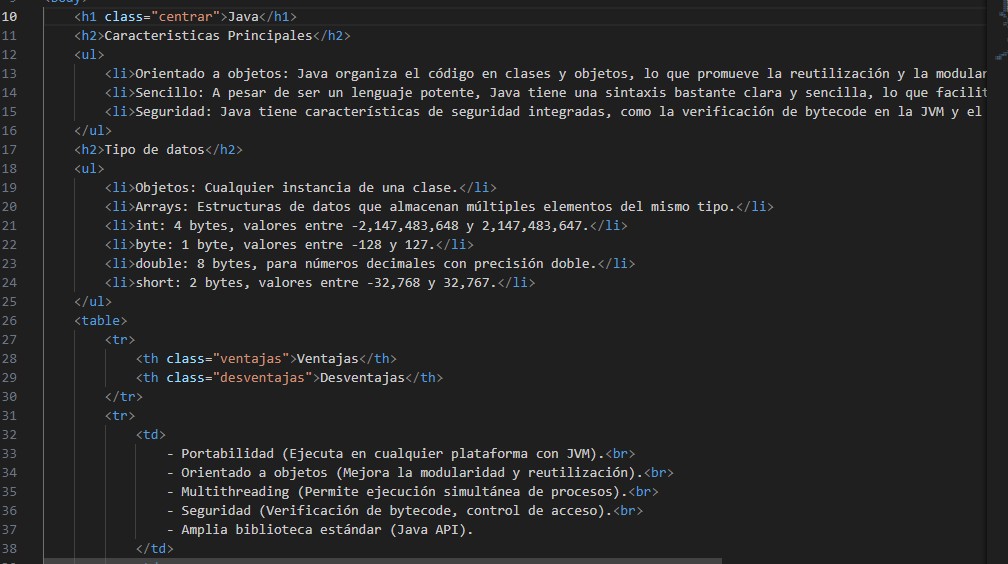 10 <h1 class="centrar">Java</h1>
11 <h2>Caracteristicas Principales</h2>
12 <ul>
13 <li>Orientado a objetos: Java organiza el código en clases y objetos, lo que promueve la reutilización y la modular
14 <li>Sencillo: A pesar de ser un lenguaje potente, Java tiene una sintaxis bastante clara y sencilla, lo que facilit
15 <li>Seguridad: Java tiene características de seguridad integradas, como la verificación de bytecode en la JVM y el
16 </ul>
17 <h2>Tipo de datos</h2>
18 <ul>
19 <li>Objetos: Cualquier instancia de una clase.</li>
20 <li>Arrays: Estructuras de datos que almacenan múltiples elementos del mismo tipo.</li>
21 <li>int: 4 bytes, valores entre -2,147,483,648 y 2,147,483,647.</li>
22 <li>byte: 1 byte, valores entre -128 y 127.</li>
23 <li>double: 8 bytes, para números decimales con precisión doble.</li>
24 <li>short: 2 bytes, valores entre -32,768 y 32,767.</li>
25 </ul>
26 <table>
27 <tr>
28 <th class="ventajas">Ventajas</th>
29 <th class="desventajas">Desventajas</th>
30 </tr>
31 <tr>
32 <td>
33 - Portabilidad (Ejecuta en cualquier plataforma con JVM).<br>
34 - Orientado a objetos (Mejora la modularidad y reutilización).<br>
35 - Multithreading (Permite ejecución simultánea de procesos).<br>
36 - Seguridad (Verificación de bytecode, control de acceso).<br>
37 - Amplia biblioteca estándar (Java API).
38 </td>